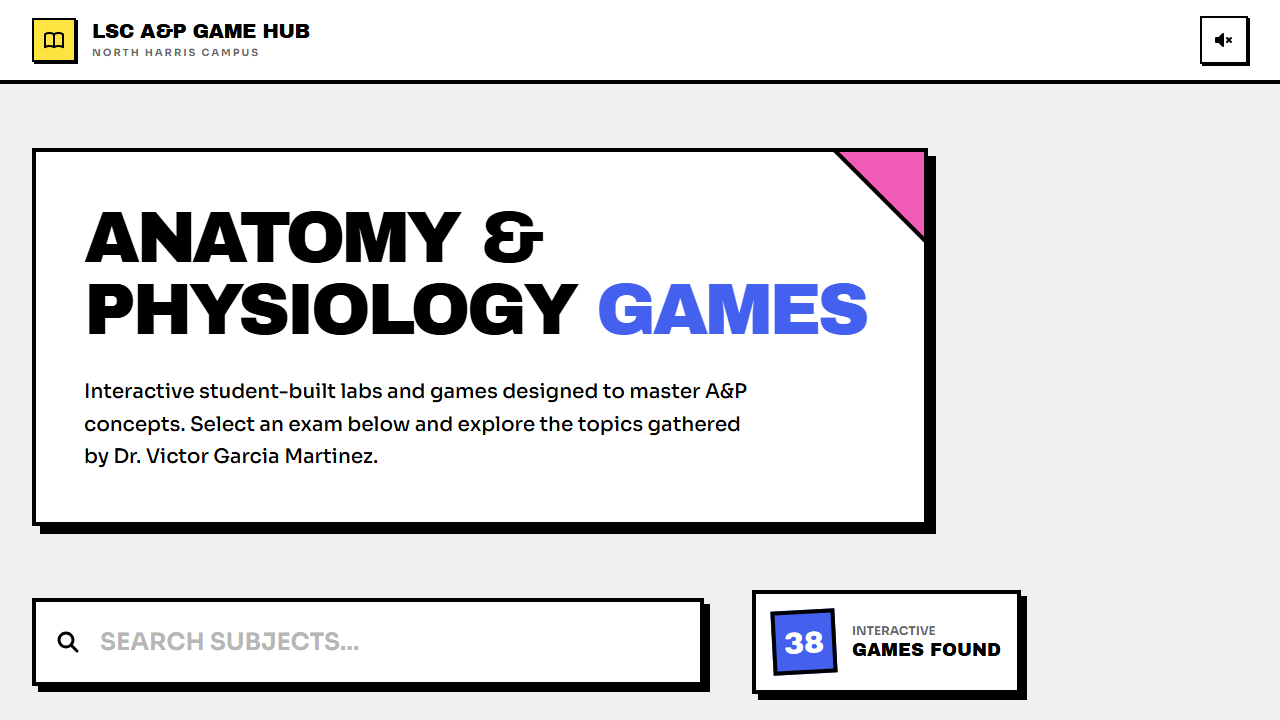 LSC A&P GAME HUB
NORTH HARRIS CAMPUS
ANATOMY &
PHYSIOLOGY GAMES
Interactive student-built labs and games designed to master A&P
concepts. Select an exam below and explore the topics gathered
by Dr. Victor Garcia Martinez.
SEARCH SUBJECTS...
38
INTERACTIVE
GAMES FOUND